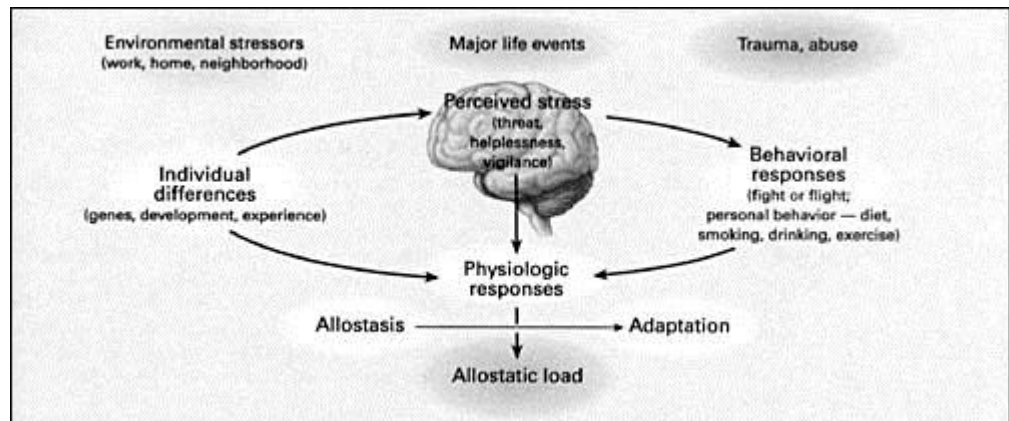 Environmental stressors
(work, home, neighborhood)
Major life events
Trauma, abuse
Perceived stress
(threat,
helplessness,
vigilance)
Individual
differences
(genes, development, experience)
Behavioral
responses
(fight or flight;
personal behavior — diet,
smoking, drinking, exercise)
Physiologic
responses
Allostasis
Adaptation
Allostatic load